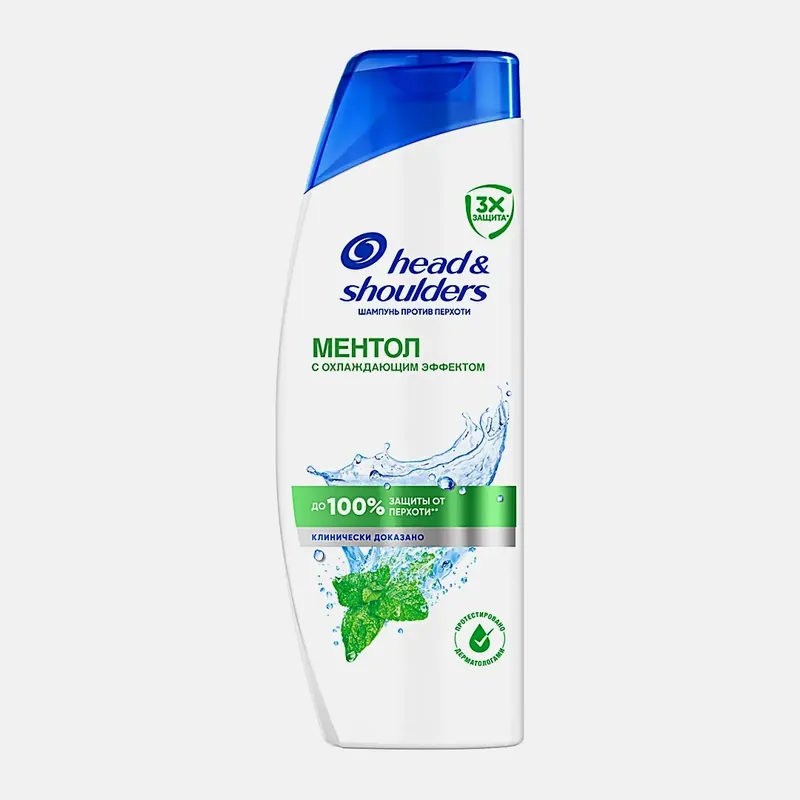 3X
ЗАЩИТА*
head &
shoulders
ШАМПУНЬ ПРОТИВ ПЕРХОТИ
МЕНТОЛ
С ОХЛАЖДАЮЩИМ ЭФФЕКТОМ
ДО 100% ЗАЩИТЫ ОТ
ПЕРХОТИ**
КЛИНИЧЕСКИ ДОКАЗАНО
ПРОТЕСТИРОВАНО
ДЕРМАТОЛОГАМИ